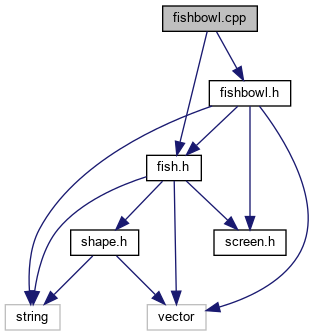 fishbowl.cpp
fishbowl.h
fish.h
shape.h
screen.h
string
vector